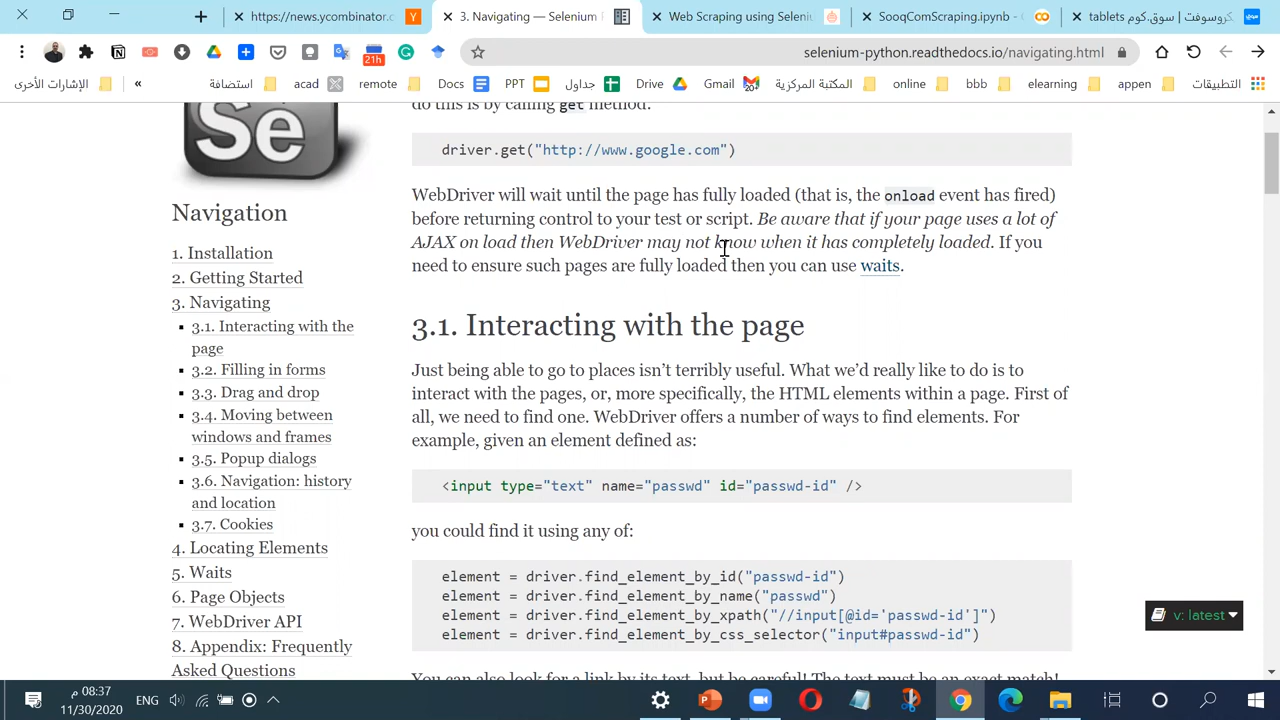 https://news.ycombinator.c
3. Navigating — Selenium
Web Scraping using Seleni
SooqComScraping.ipynb - C
tablets كروسوفت | سوق.كوم
selenium-python.readthedocs.io/navigating.html
21h
الإشارات الأخرى
«
استضافة
acad
remote
Docs
PPT
جداول
Drive
Gmail
المكتبة المركزية
online
bbb
elearning
appen
التطبيقات
Se
do this is by calling get method:
driver.get("http://www.google.com")
WebDriver will wait until the page has fully loaded (that is, the onload event has fired)
before returning control to your test or script. Be aware that if your page uses a lot of
AJAX on load then WebDriver may not know when it has completely loaded. If you
need to ensure such pages are fully loaded then you can use waits.
Navigation
1. Installation
2. Getting Started
3. Navigating
3.1. Interacting with the
page
3.2. Filling in forms
3.3. Drag and drop
3.4. Moving between
windows and frames
3.5. Popup dialogs
3.6. Navigation: history
and location
3.7. Cookies
4. Locating Elements
5. Waits
6. Page Objects
7. WebDriver API
8. Appendix: Frequently
Asked Questions
3.1. Interacting with the page
Just being able to go to places isn’t terribly useful. What we’d really like to do is to
interact with the pages, or, more specifically, the HTML elements within a page. First of
all, we need to find one. WebDriver offers a number of ways to find elements. For
example, given an element defined as:
<input type="text" name="passwd" id="passwd-id" />
you could find it using any of:
element = driver.find_element_by_id("passwd-id")
element = driver.find_element_by_name("passwd")
element = driver.find_element_by_xpath("//input[@id='passwd-id']")
element = driver.find_element_by_css_selector("input#passwd-id")
You can also look for a link by its text, but be careful! The text must be an exact match!
v: latest
08:37 م
11/30/2020
ENG